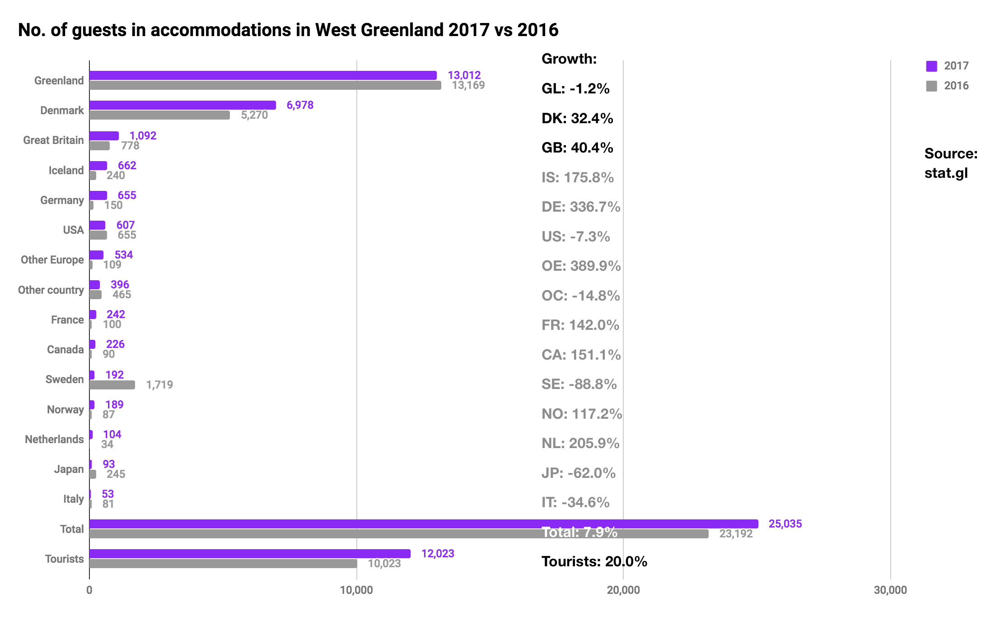 No. of guests in accommodations in West Greenland 2017 vs 2016
Growth:
2017
2016
Source:
stat.gl
Greenland
13,012
13,169
GL: -1.2%
Denmark
6,978
5,270
DK: 32.4%
Great Britain
1,092
778
GB: 40.4%
Iceland
662
240
IS: 175.8%
Germany
655
150
DE: 336.7%
USA
607
655
US: -7.3%
Other Europe
534
109
OE: 389.9%
Other country
396
465
OC: -14.8%
France
242
100
FR: 142.0%
Canada
226
90
CA: 151.1%
Sweden
192
1,719
SE: -88.8%
Norway
189
87
NO: 117.2%
Netherlands
104
34
NL: 205.9%
Japan
93
245
JP: -62.0%
Italy
53
81
IT: -34.6%
Total
25,035
23,192
Total: 7.9%
Tourists
12,023
10,023
Tourists: 20.0%
0
10,000
20,000
30,000